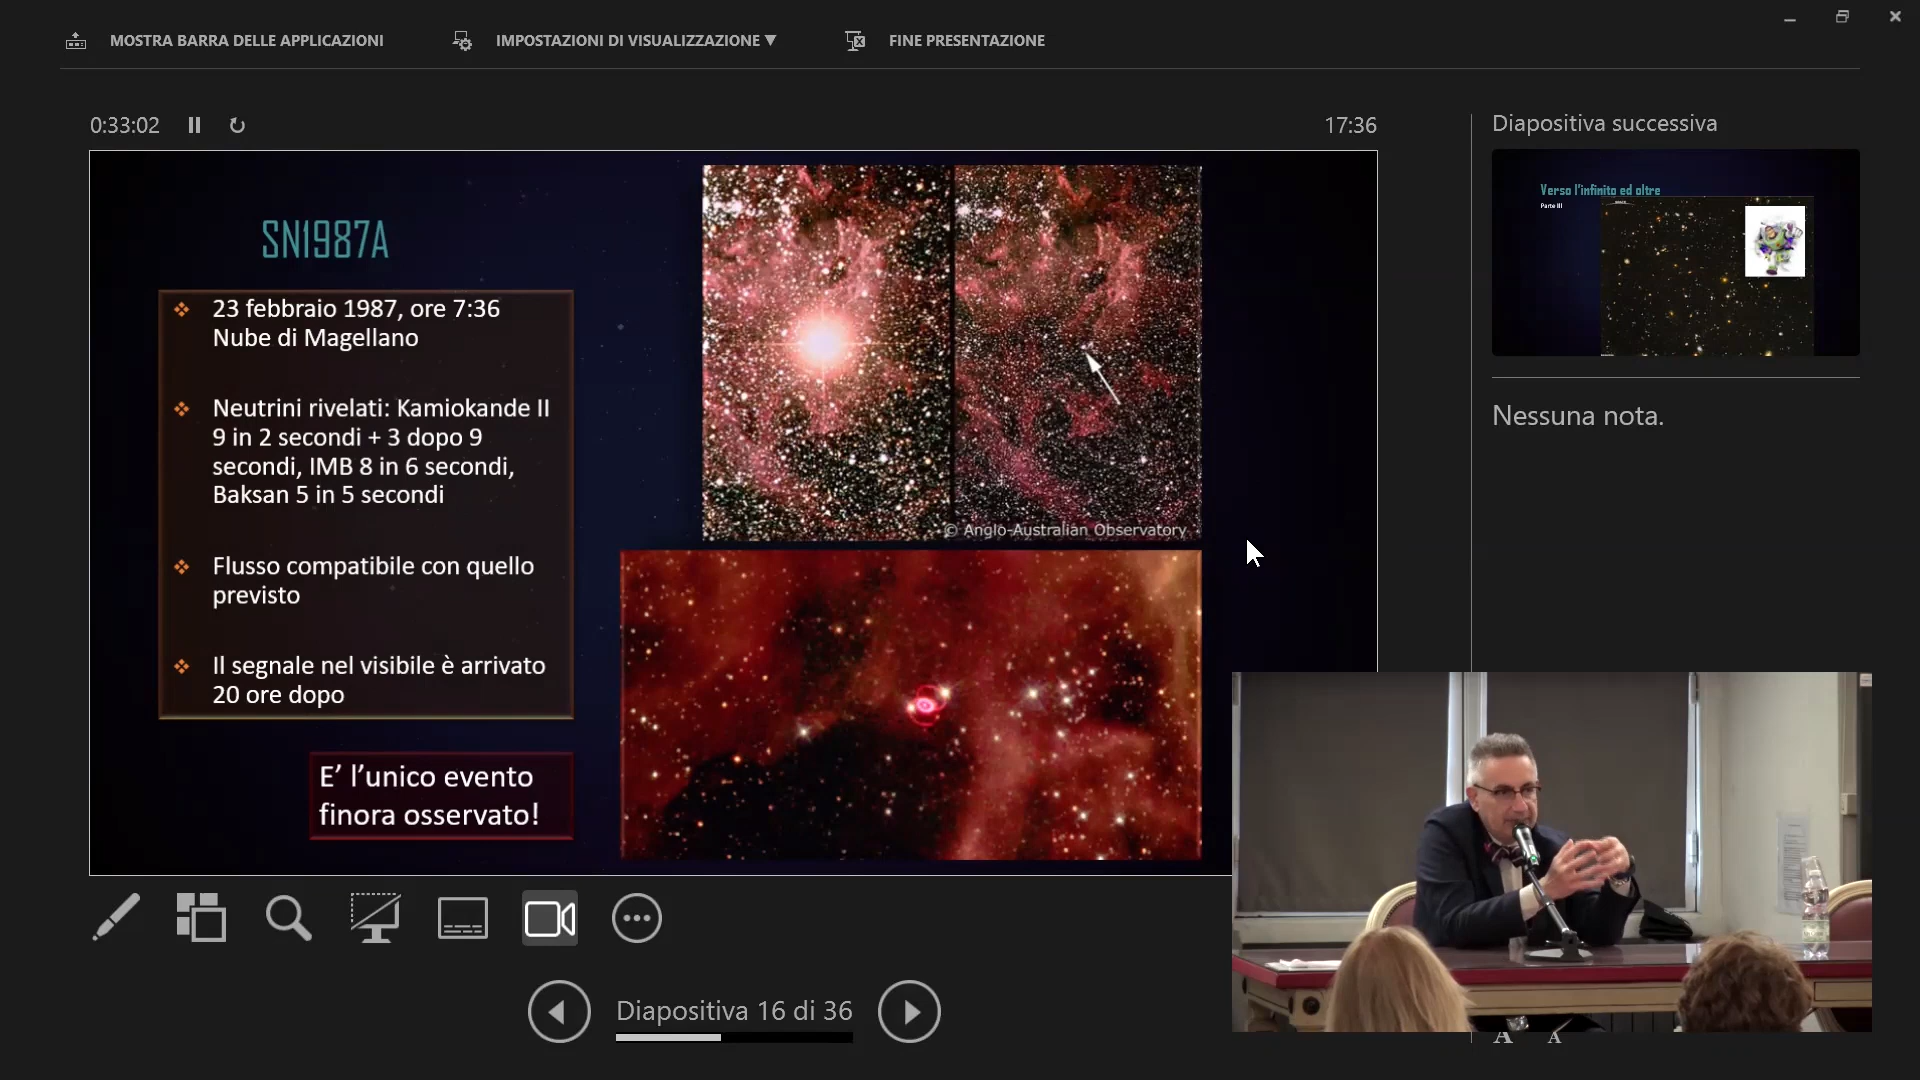 MOSTRA BARRA DELLE APPLICAZIONI
IMPOSTAZIONI DI VISUALIZZAZIONE ▼
FINE PRESENTAZIONE
0:33:02
17:36
SN1987A
23 febbraio 1987, ore 7:36
Nube di Magellano
Neutrini rivelati: Kamiokande II
9 in 2 secondi + 3 dopo 9
secondi, IMB 8 in 6 secondi,
Baksan 5 in 5 secondi
Flusso compatibile con quello
previsto
Il segnale nel visibile è arrivato
20 ore dopo
E’ l’unico evento
finora osservato!
© Anglo-Australian Observatory
Diapositiva successiva
Verso l'infinito ed oltre
Parte III
Nessuna nota.
Diapositiva 16 di 36
A
A